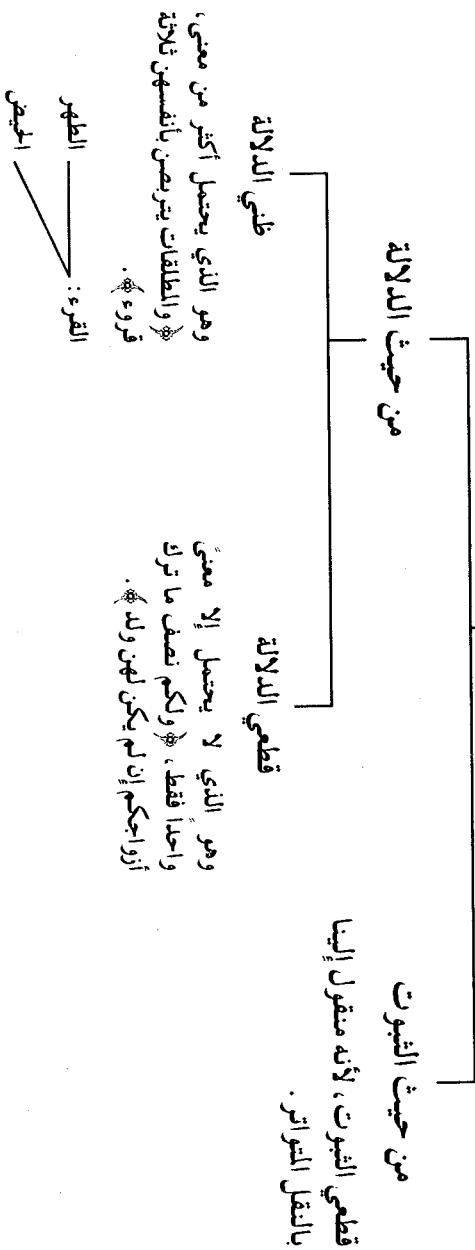 من حيث الثبوت
قطعي الثبوت، لأنه منقول إلينا
بالنقل المتواتر.
من حيث الدلالة
قطعي الدلالة
وهو الذي لا يحتمل إلا معنىً
واحداً فقط، ﴿ولكم نصف ما ترك
أزواجكم إن لم يكن لهن ولد﴾.
ظني الدلالة
وهو الذي يحتمل أكثر من معنى،
﴿والمطلقات يتربصن بأنفسهن ثلاثة
قروء﴾.
القرء:
الطهر
الحيض